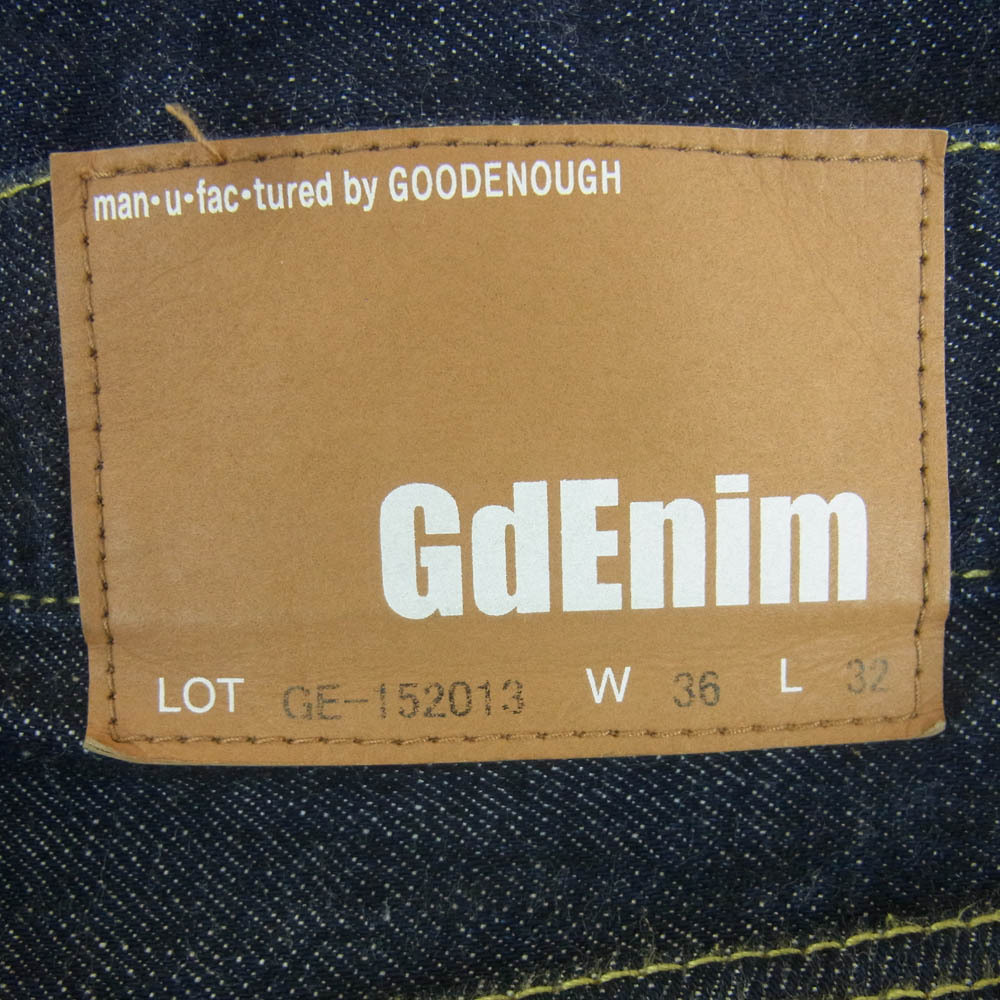 man•u•fac•tured by GOODENOUGH
GdEnim
LOT GE-152013 W 36 L 32